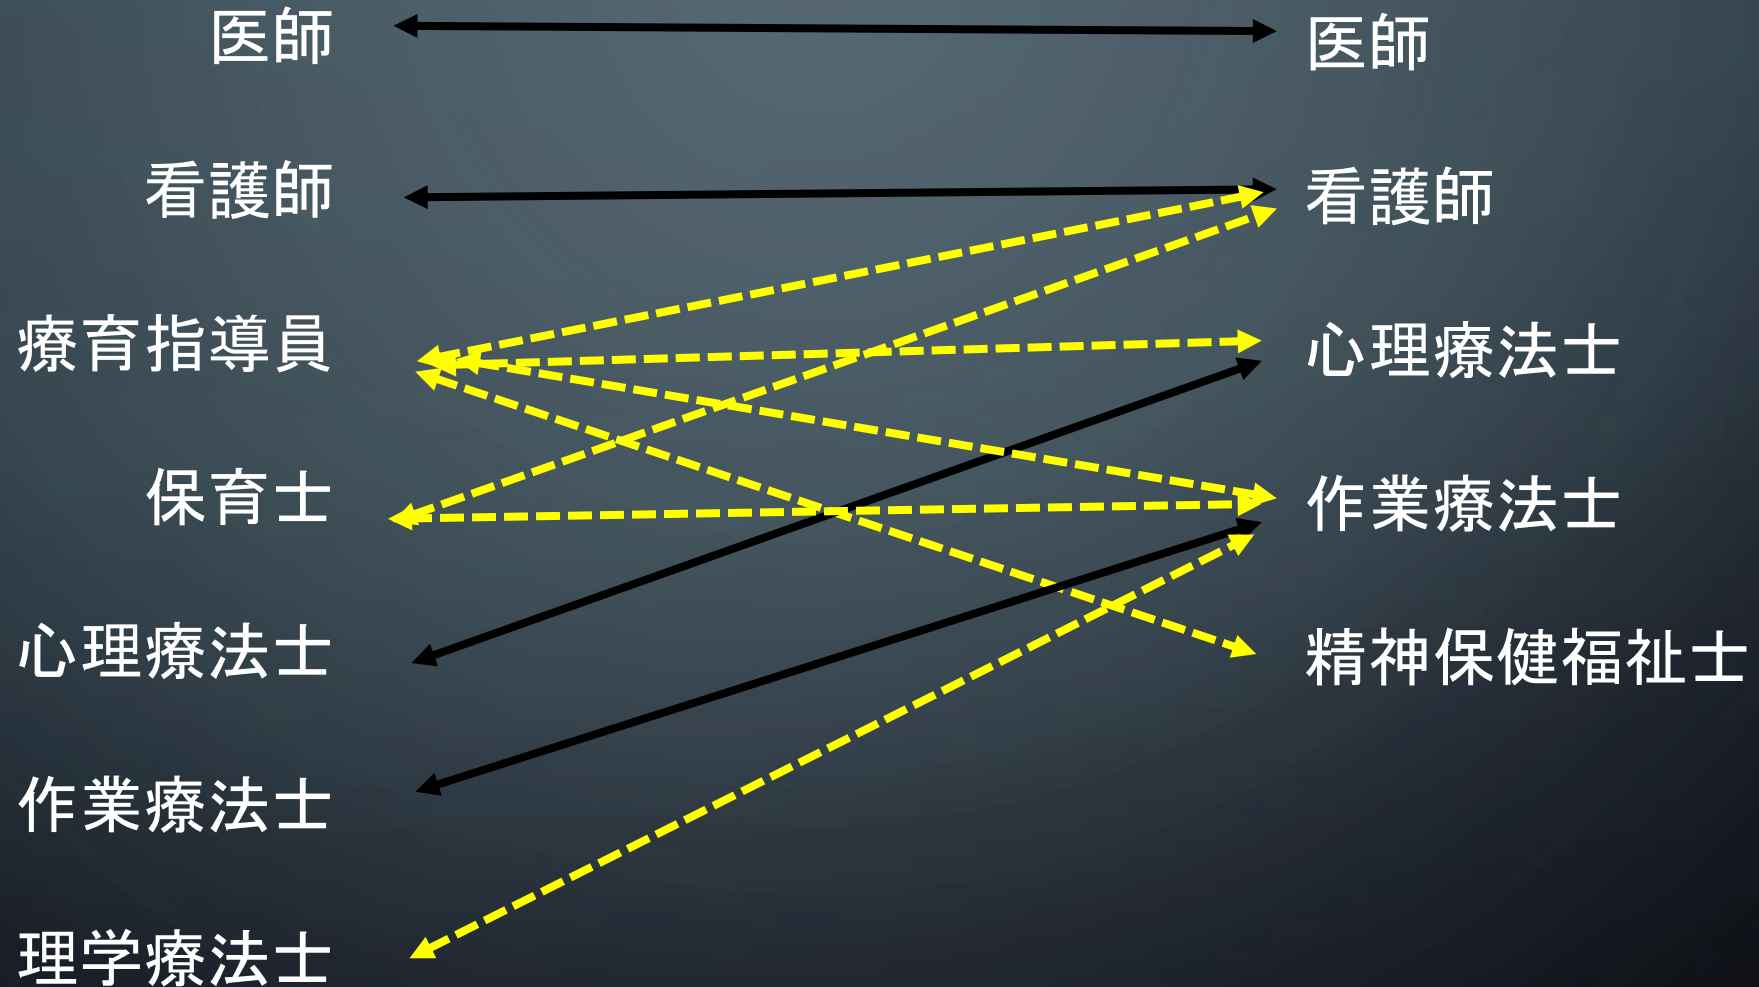 医師
看護師
療育指導員
保育士
心理療法士
作業療法士
理学療法士
医師
看護師
心理療法士
作業療法士
精神保健福祉士